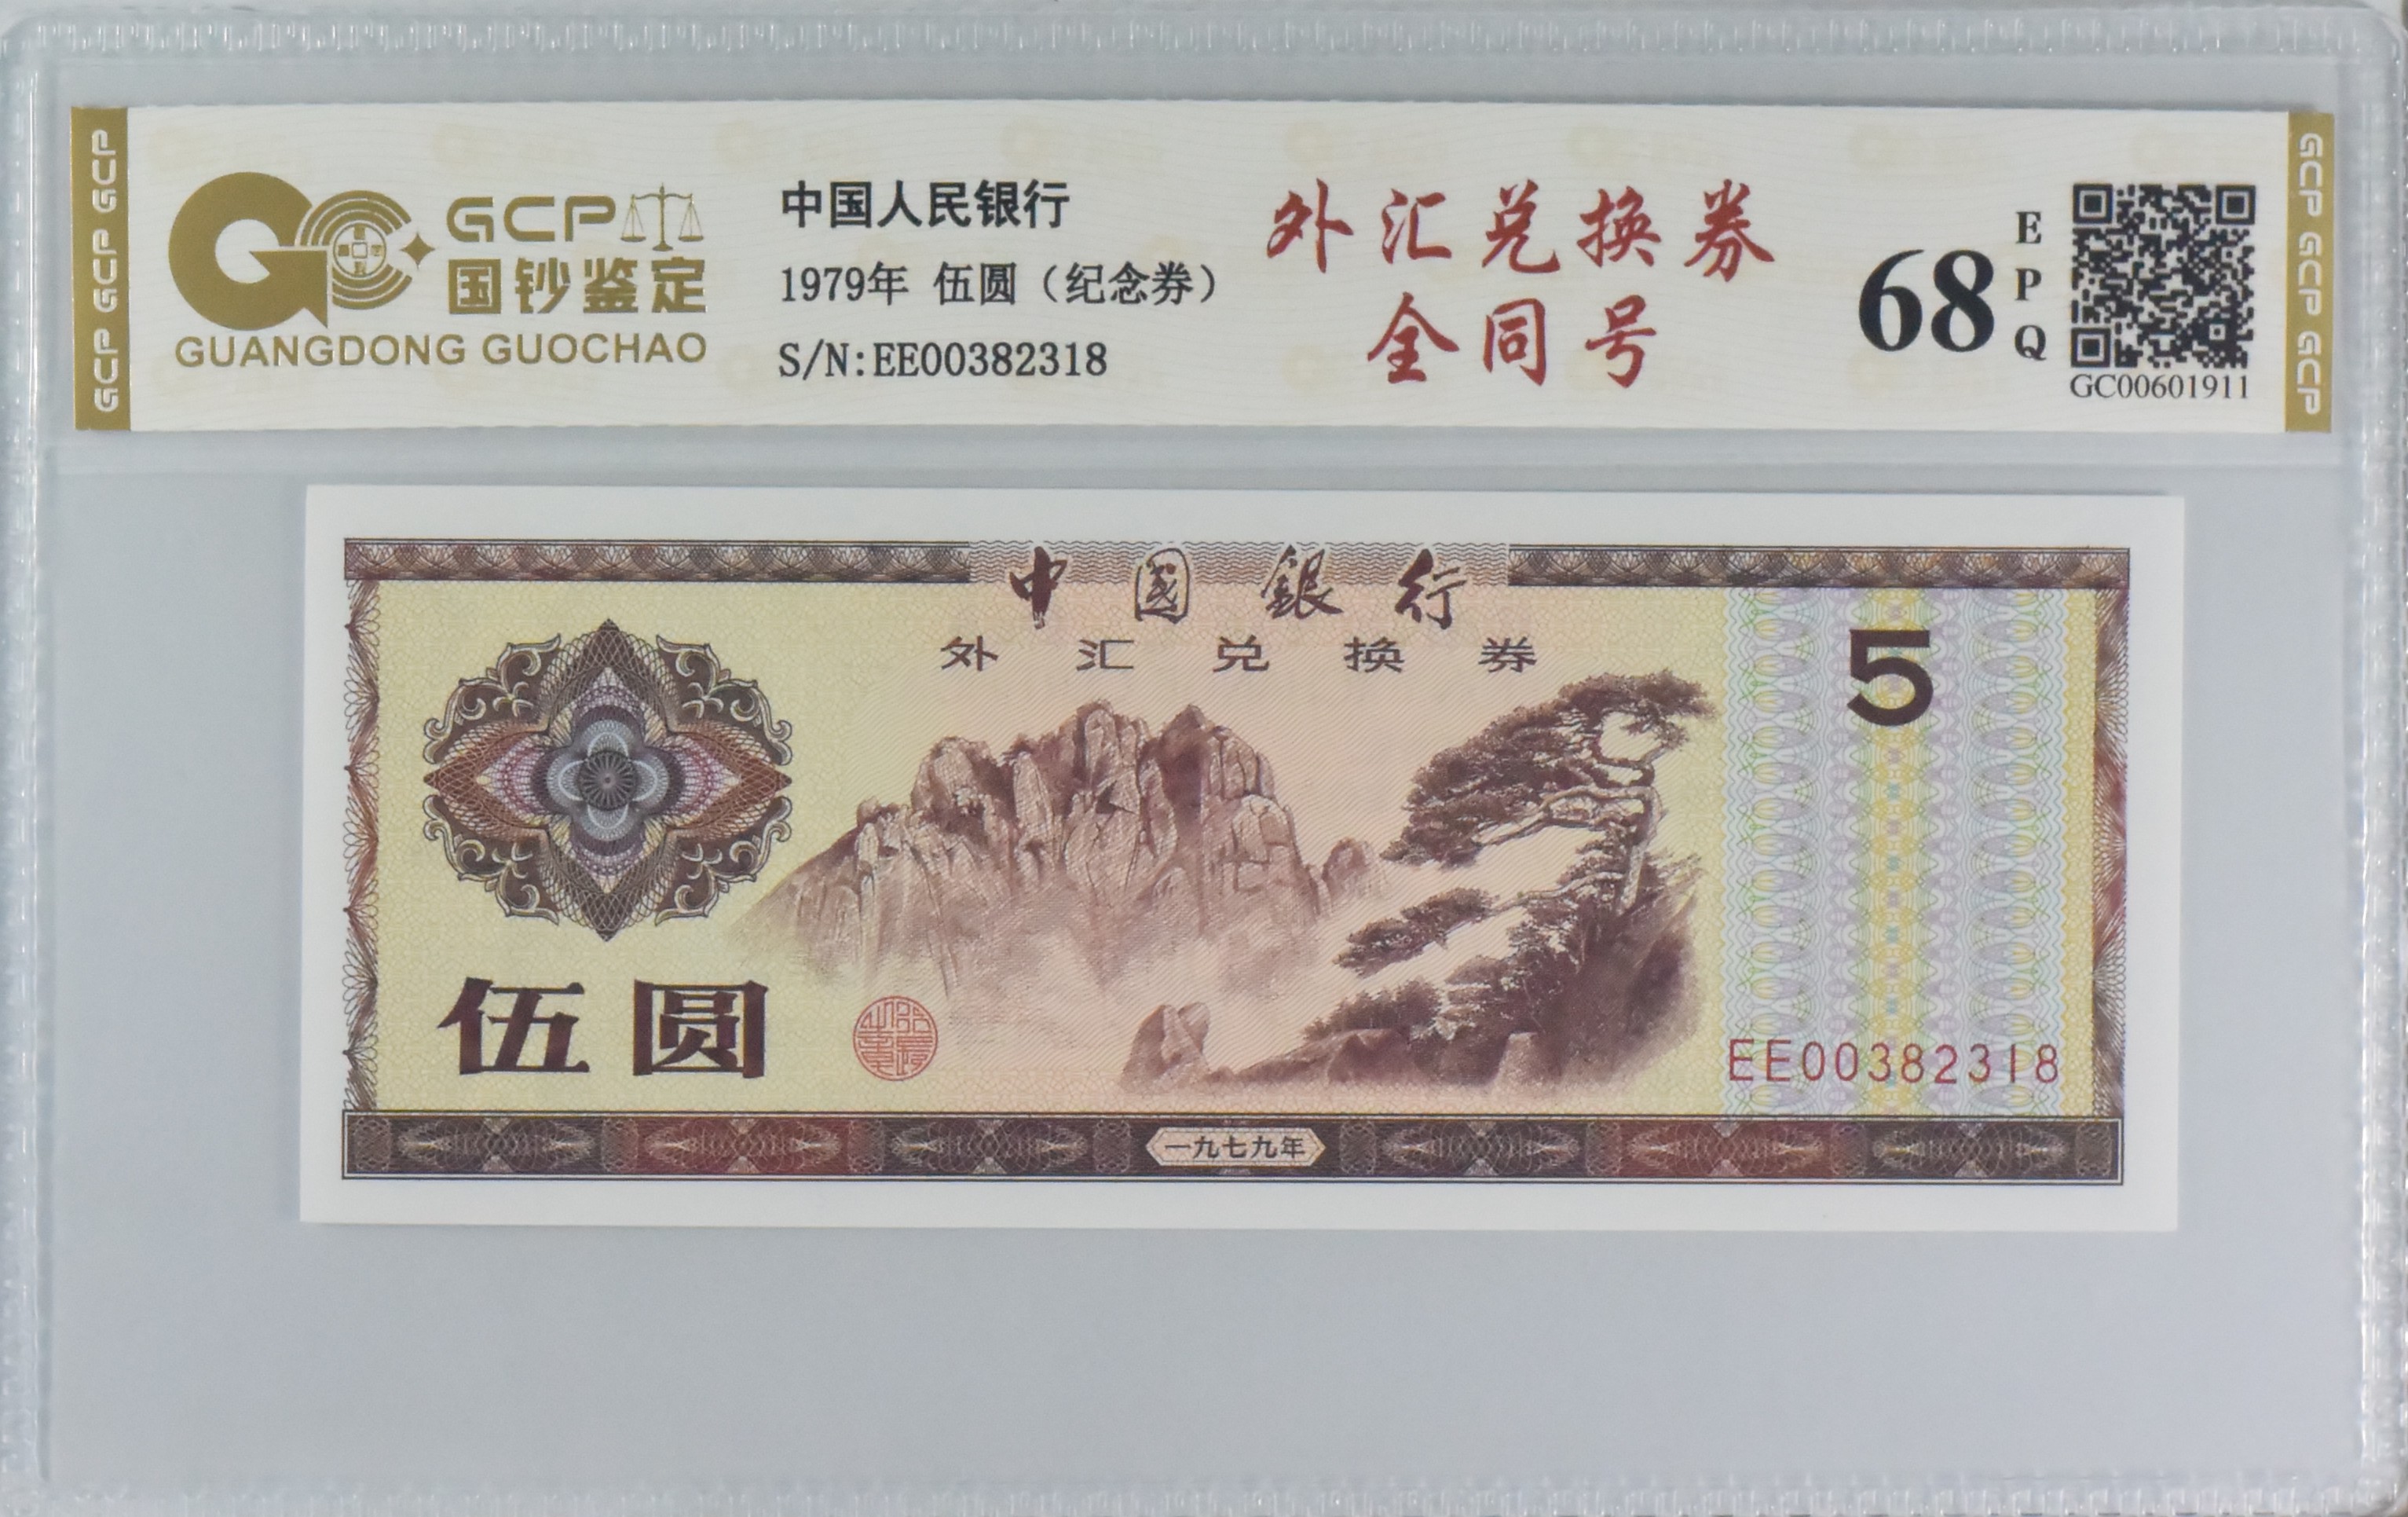 GCP GCP GCP
GCP
国钞鉴定
GUANGDONG GUOCHAO
中国人民银行
1979年 伍圆（纪念券）
S/N:EE00382318
外汇兑换券
全同号
68
EPQ
GC00601911
GCP GCP GCP
中國銀行
外汇兑换券
5
伍圆
EE00382318
一九七九年